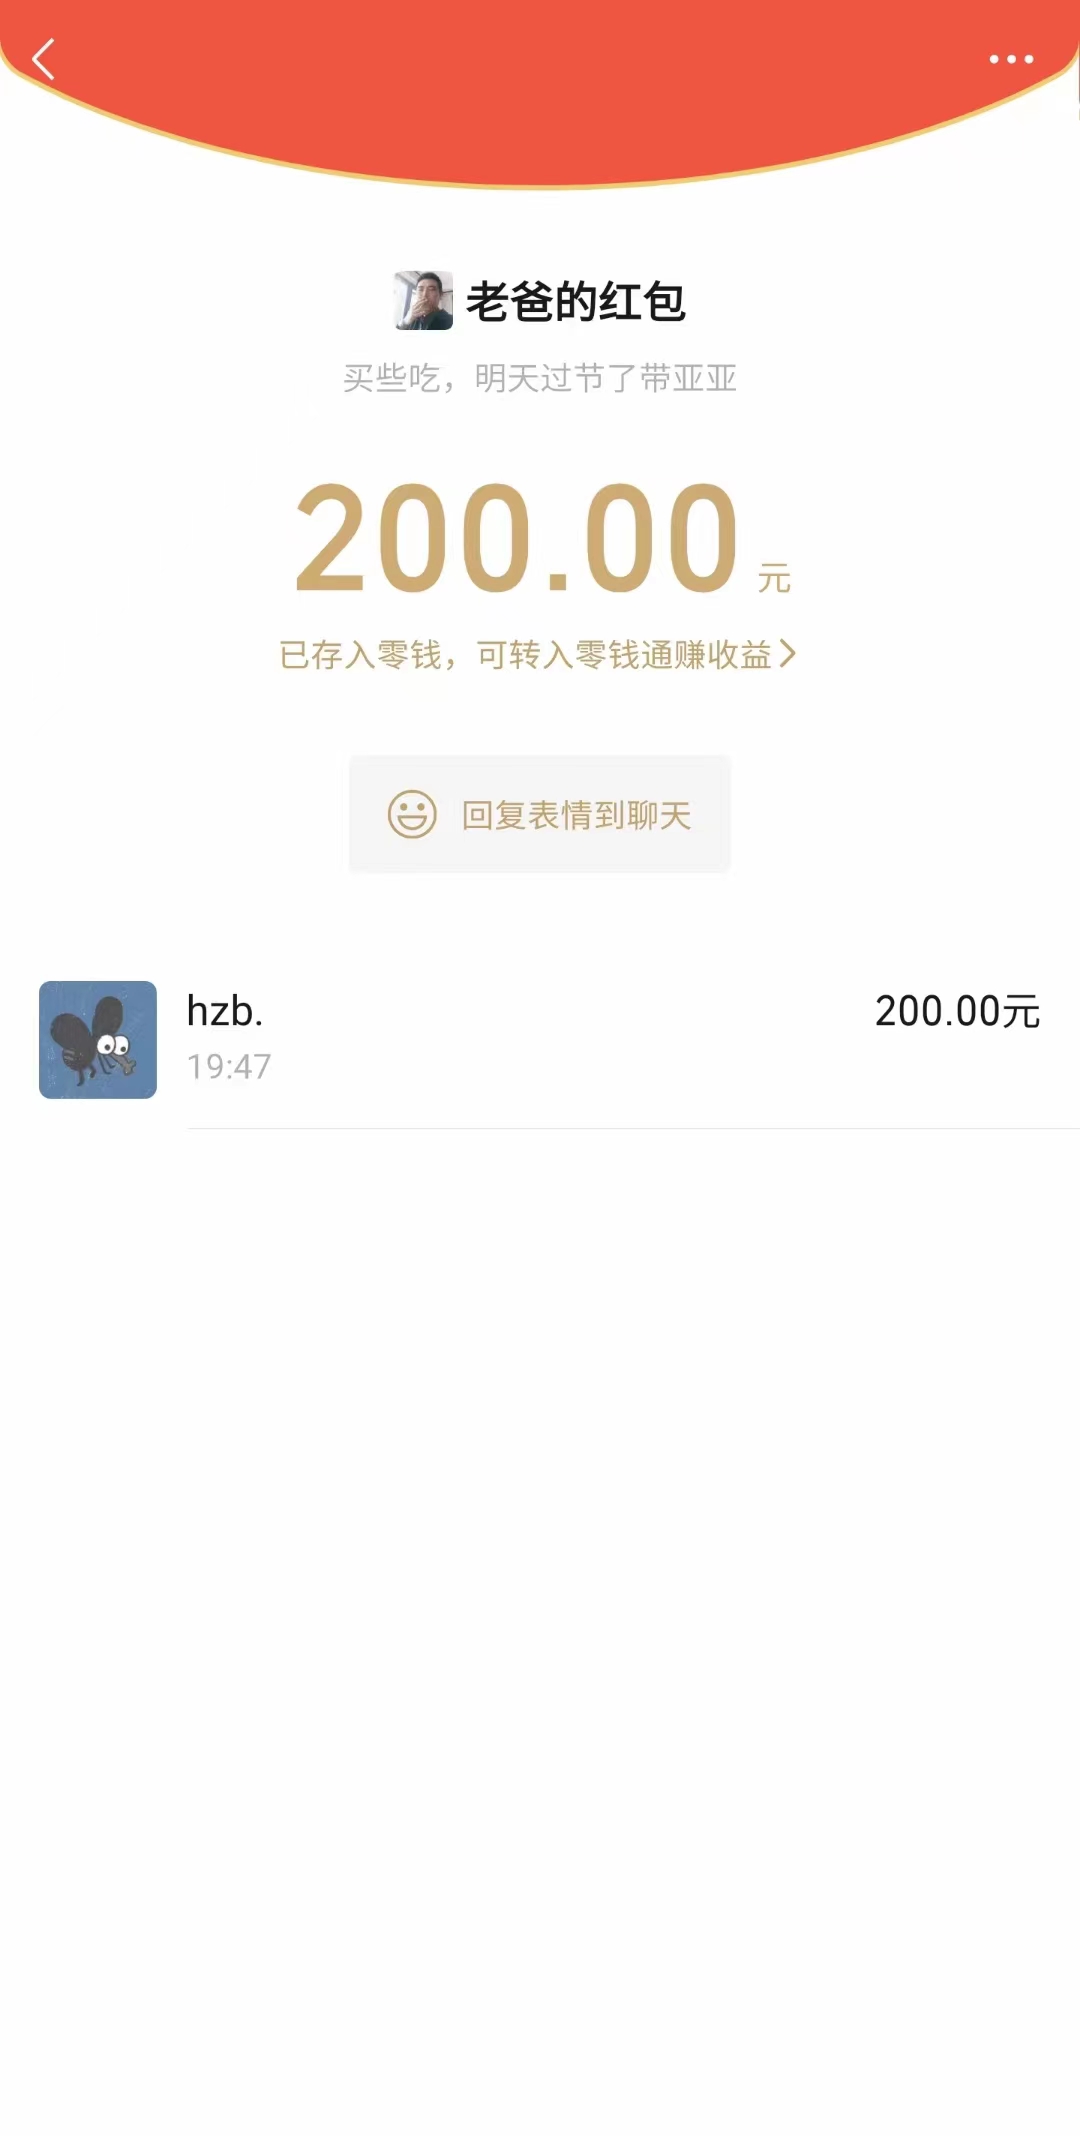 老爸的红包
买些吃，明天过节了带亚亚
200.00元
已存入零钱，可转入零钱通赚收益
回复表情到聊天
hzb. 200.00元
19:47